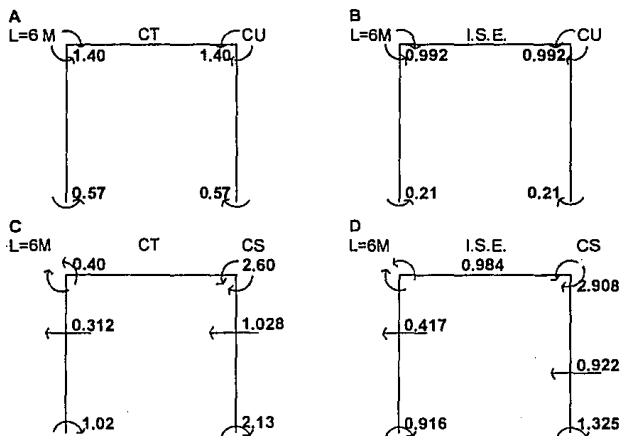 A
L=6 M CT CU
1.40 1.40
0.57 0.57
B
L=6M I.S.E. CU
0.992 0.992
0.21 0.21
C
L=6M CT CS
0.40 2.60
0.312 1.028
1.02 2.13
D
L=6M I.S.E. CS
0.984
2.908
0.417
0.922
0.916 1.325